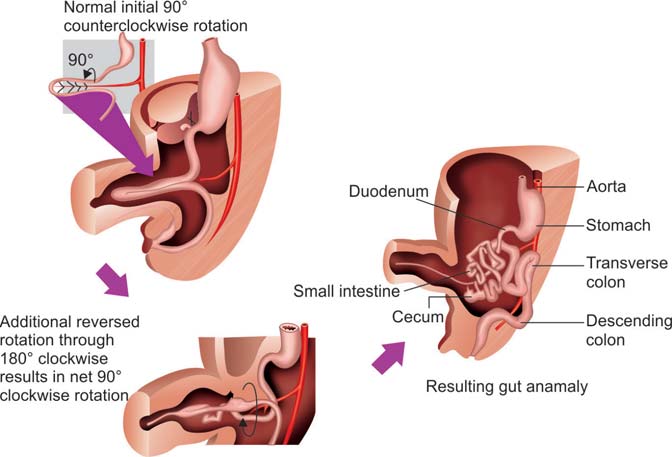 Normal initial 90°
counterclockwise rotation
90°
Duodenum
Aorta
Stomach
Transverse
colon
Small intestine
Cecum
Descending
colon
Additional reversed
rotation through
180° clockwise
results in net 90°
clockwise rotation
Resulting gut anamaly